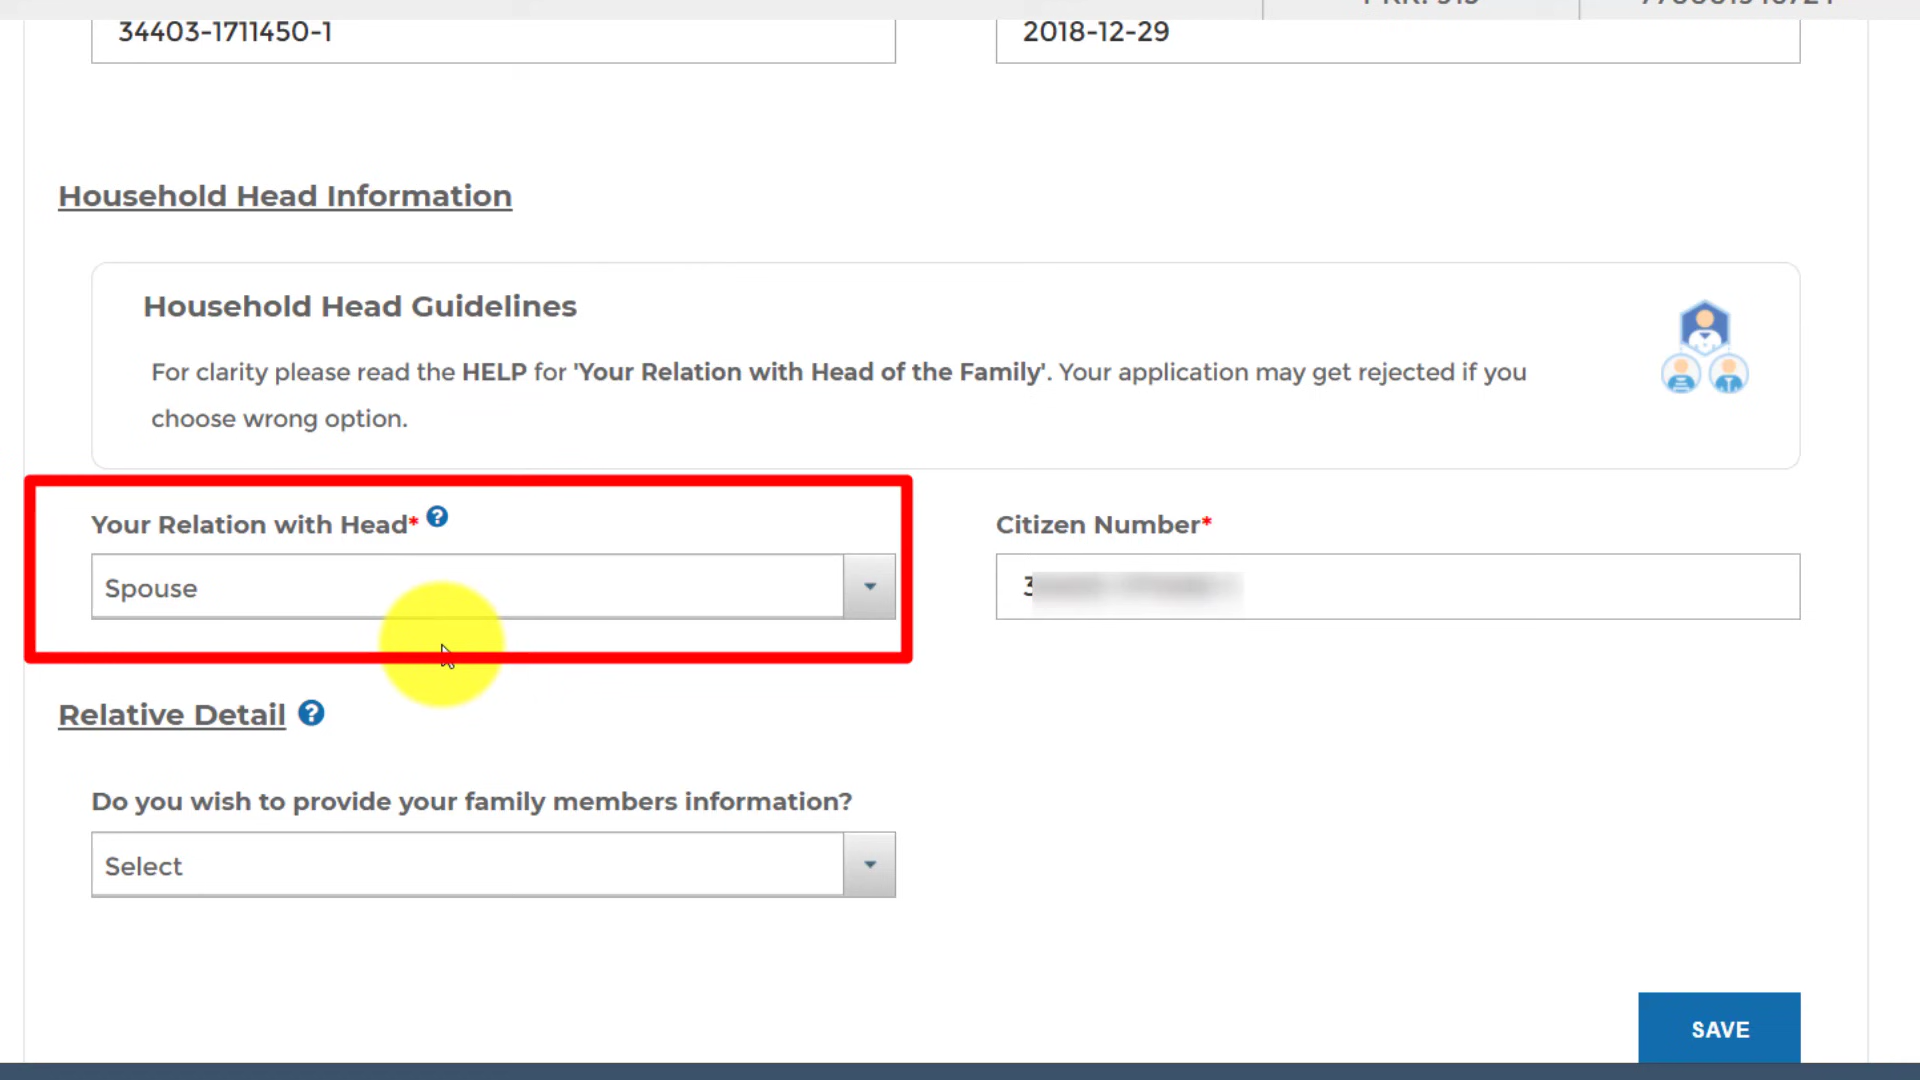 34403-1711450-1
2018-12-29
Household Head Information
Household Head Guidelines
For clarity please read the HELP for 'Your Relation with Head of the Family'. Your application may get rejected if you
choose wrong option.
Your Relation with Head* ?
Citizen Number*
Spouse
3
Relative Detail ?
Do you wish to provide your family members information?
Select
SAVE